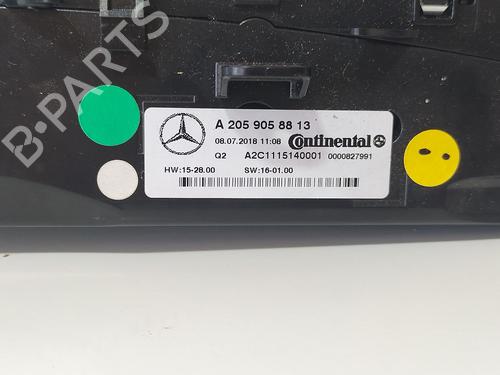 B-PARTS
A 205 905 88 13
08.07.2018 11:08 Continental
Q2 A2C1115140001 0000827991
HW:15-28.00 SW:16-01.00